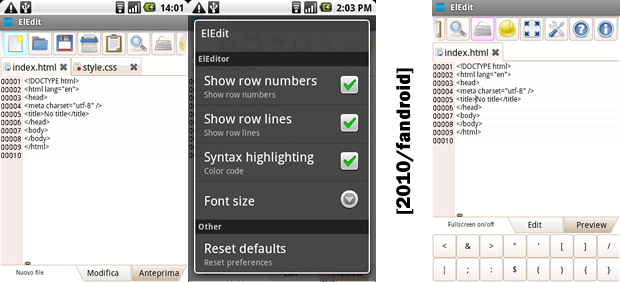 14:01
ElEdit
index.html
style.css
00001 <!DOCTYPE html>
00002 <html lang="en">
00003 <head>
00004 <meta charset="utf-8" />
00005 <title>No title</title>
00006 </head>
00007 <body>
00008 </body>
00009 </html>
00010
Nuovo file
Modifica
Anteprima
2:03 PM
ElEdit
ElEditor
Show row numbers
Show row numbers
Show row lines
Show row lines
Syntax highlighting
Color code
Font size
Other
Reset defaults
Reset preferences
[2010/fandroid]
ElEdit
index.html
00001 <!DOCTYPE html>
00002 <html lang="en">
00003 <head>
00004 <meta charset="utf-8" />
00005 <title>No title</title>
00006 </head>
00007 <body>
00008 </body>
00009 </html>
00010
Fullscreen on/off
Edit
Preview
< & > " ' [ ] /
| ; : $ ( ) { }